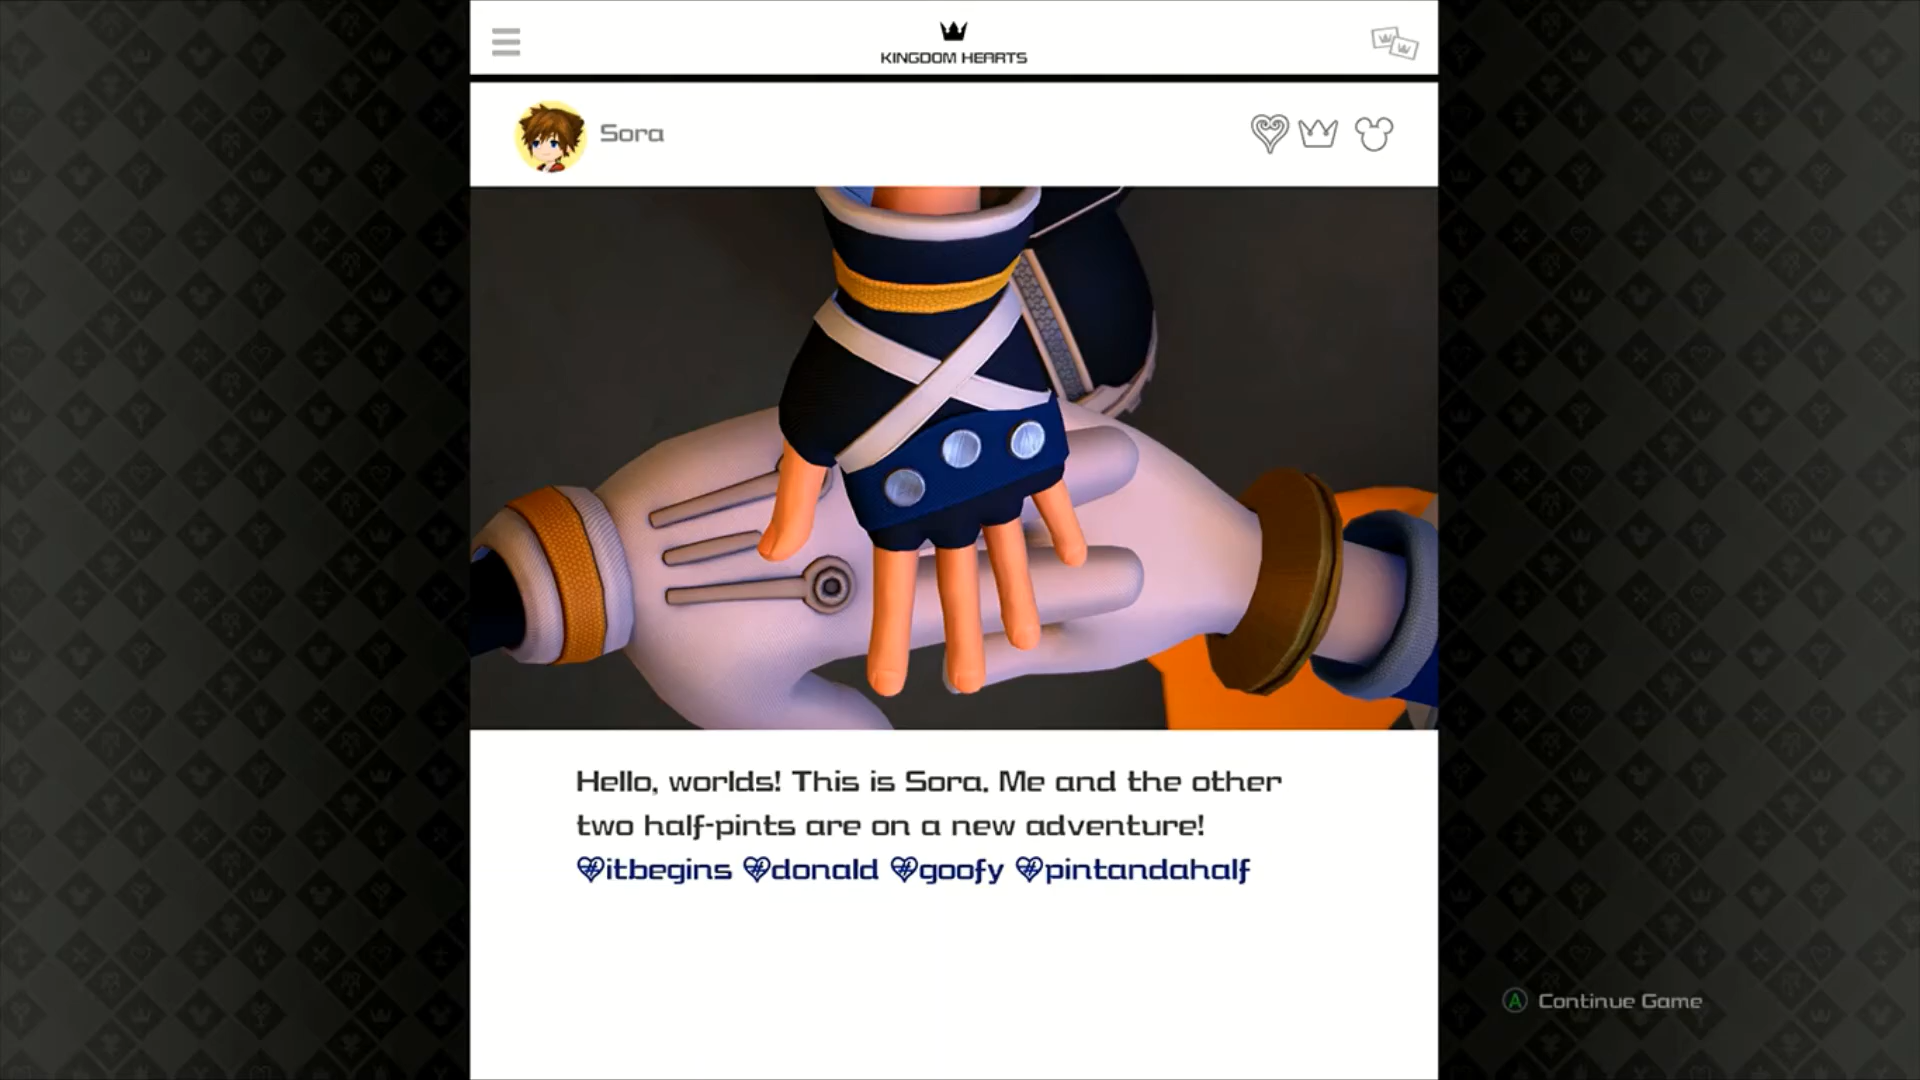 KINGDOM HEARTS
Sora
Hello, worlds! This is Sora. Me and the other
two half-pints are on a new adventure!
#itbegins #donald #goofy #pintandahalf
A Continue Game